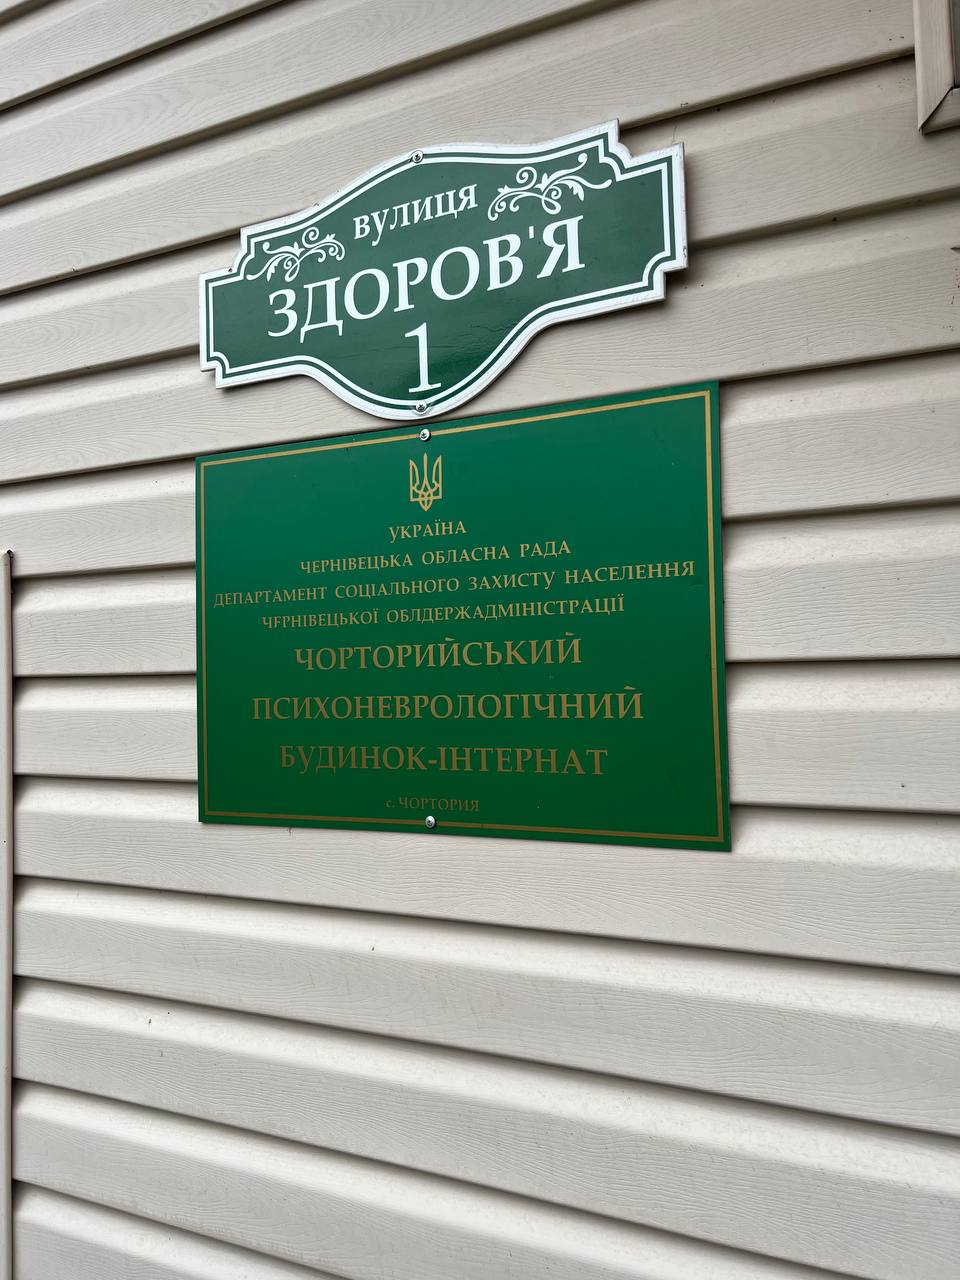 вулиця
ЗДОРОВ'Я
1
УКРАЇНА
ЧЕРНІВЕЦЬКА ОБЛАСНА РАДА
ДЕПАРТАМЕНТ СОЦІАЛЬНОГО ЗАХИСТУ НАСЕЛЕННЯ
ЧЕРНІВЕЦЬКОЇ ОБЛДЕРЖАДМІНІСТРАЦІЇ
ЧОРТОРИЙСЬКИЙ
ПСИХОНЕВРОЛОГІЧНИЙ
БУДИНОК-ІНТЕРНАТ
с. ЧОРТОРИЯ